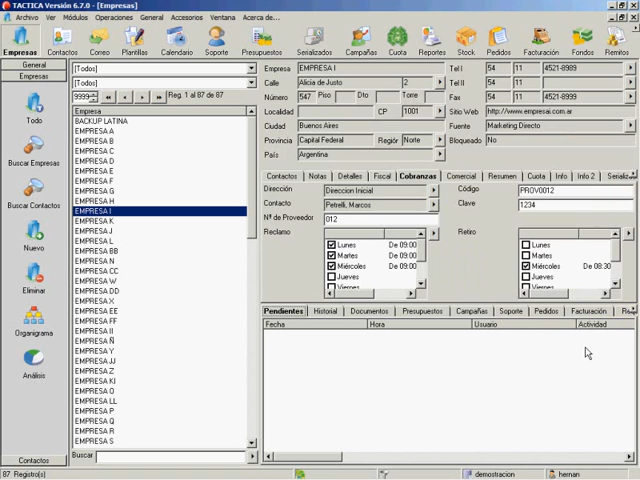 TACTICA Versión 6.7.0 - [Empresas]
Archivo Ver Módulos Operaciones General Accesorios Ventana Acerca de...
Empresas Contactos Correo Plantillas Calendario Soporte Presupuestos Serializados Campañas Cuota Reportes Stock Pedidos Facturación Fondos Remitos
General
Empresas
Todo
Buscar Empresas
Buscar Contactos
Nuevo
Eliminar
Organigrama
Análisis
Contactos
[Todos]
[Todos]
9999 Reg. 1 al 87 de 87
Empresa
BACKUP LATINA
EMPRESA A
EMPRESA B
EMPRESA C
EMPRESA D
EMPRESA E
EMPRESA F
EMPRESA G
EMPRESA H
EMPRESA I
EMPRESA K
EMPRESA J
EMPRESA L
EMPRESA BB
EMPRESA N
EMPRESA CC
EMPRESA W
EMPRESA DD
EMPRESA X
EMPRESA EE
EMPRESA FF
EMPRESA II
EMPRESA Ñ
EMPRESA Y
EMPRESA JJ
EMPRESA Z
EMPRESA KI
EMPRESA O
EMPRESA LL
EMPRESA P
EMPRESA Q
EMPRESA R
EMPRESA S
Buscar
Empresa EMPRESA I
Calle Alicia de Justo 2
Número 547 Piso Dto Torre
Localidad CP 1001
Ciudad Buenos Aires
Provincia Capital Federal Región Norte
País Argentina
Tel I 54 11 4521-8989
Tel II 54 11
Fax 54 11 4521-8999
Sitio Web http://www.empresai.com.ar
Fuente Marketing Directo
Bloqueado No
Contactos Notas Detalles Fiscal Cobranzas Comercial Resumen Cuota Info Info 2 Serializ
Dirección Direccion Inicial
Contacto Petrelli, Marcos
Nº de Proveedor 012
Código PROV0012
Clave 1234
Reclamo
Lunes De 09:00
Martes De 09:00
Miércoles De 09:00
Jueves
Viernes
Retiro
Lunes
Martes
Miércoles De 08:30
Jueves
Viernes
Pendientes Historial Documentos Presupuestos Campañas Soporte Pedidos Facturación
Fecha Hora Usuario Actividad
87 Registro(s) demostracion hernan